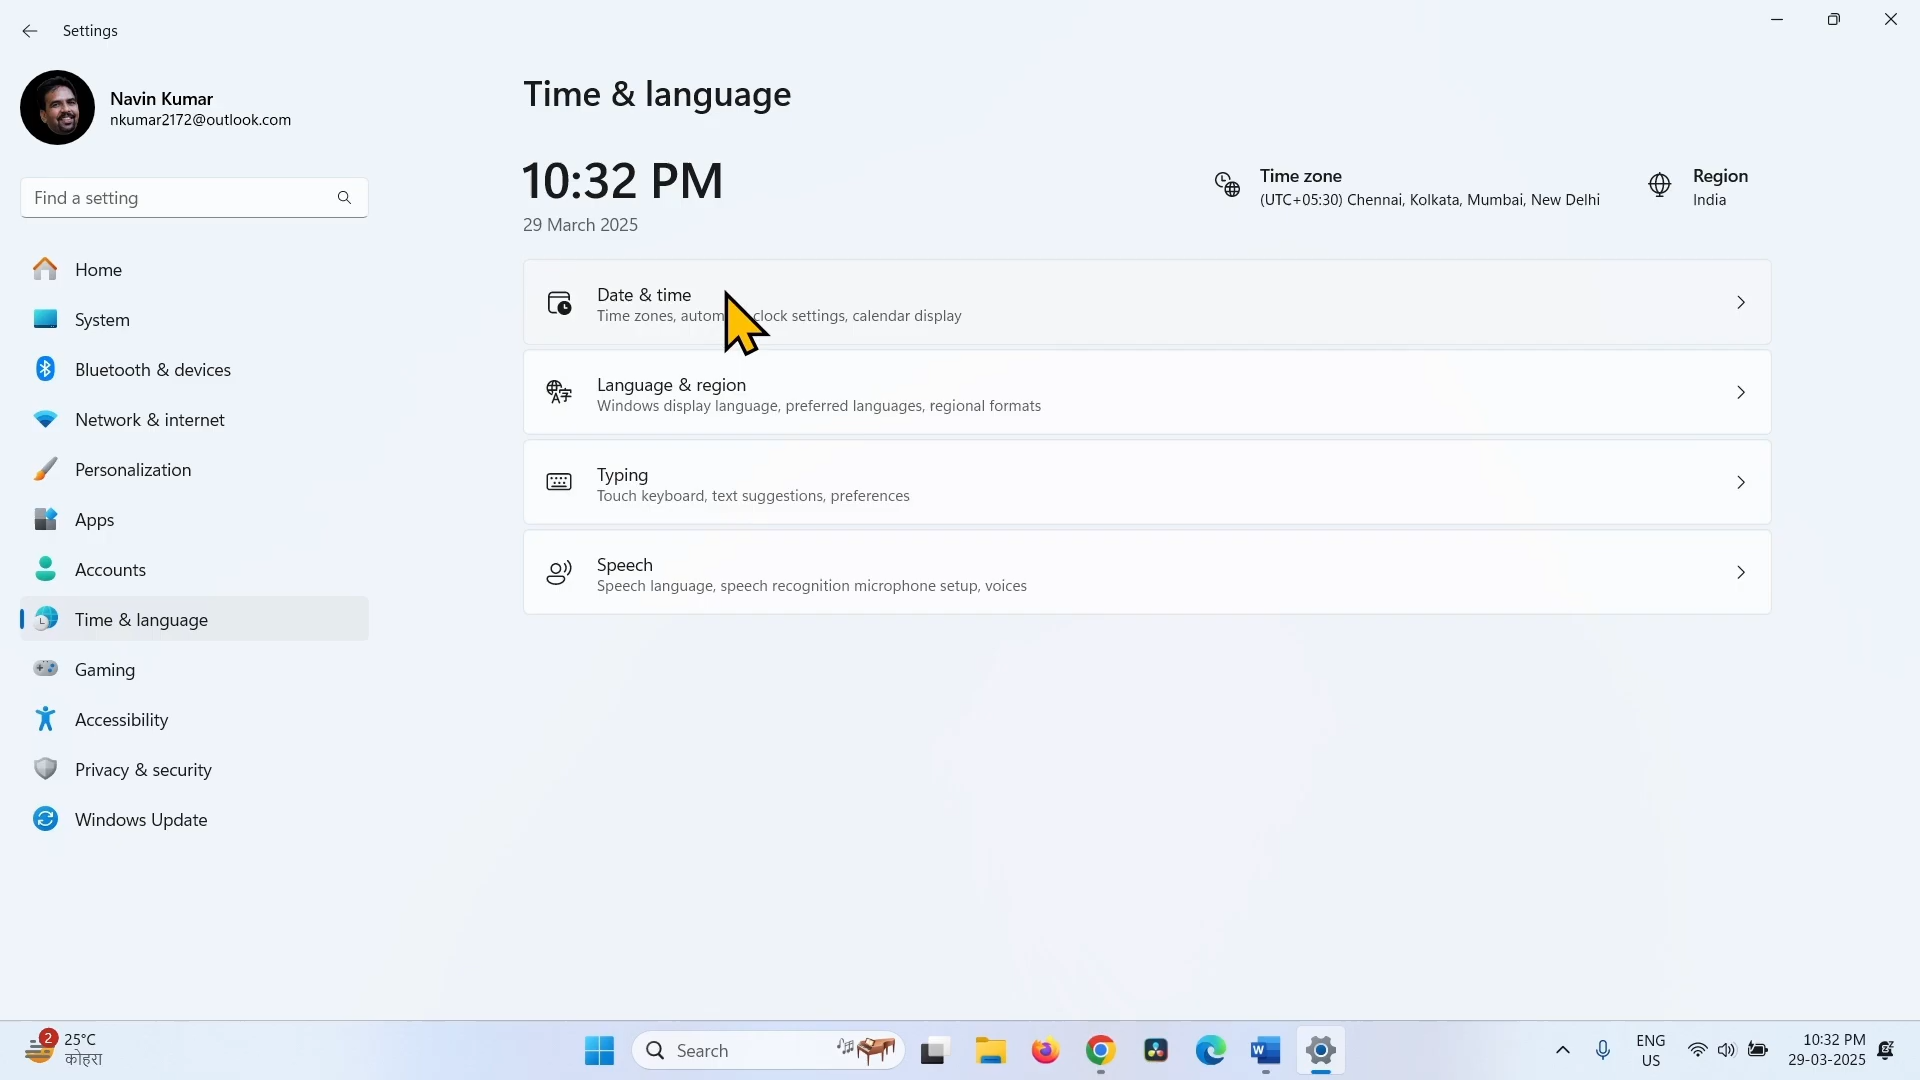 Settings
Navin Kumar
nkumar2172@outlook.com
Find a setting
Home
System
Bluetooth & devices
Network & internet
Personalization
Apps
Accounts
Time & language
Gaming
Accessibility
Privacy & security
Windows Update
Time & language
10:32 PM
29 March 2025
Time zone
(UTC+05:30) Chennai, Kolkata, Mumbai, New Delhi
Region
India
Date & time
Time zones, autom clock settings, calendar display
Language & region
Windows display language, preferred languages, regional formats
Typing
Touch keyboard, text suggestions, preferences
Speech
Speech language, speech recognition microphone setup, voices
2
25°C
कोहरा
Search
ENG
US
10:32 PM
29-03-2025